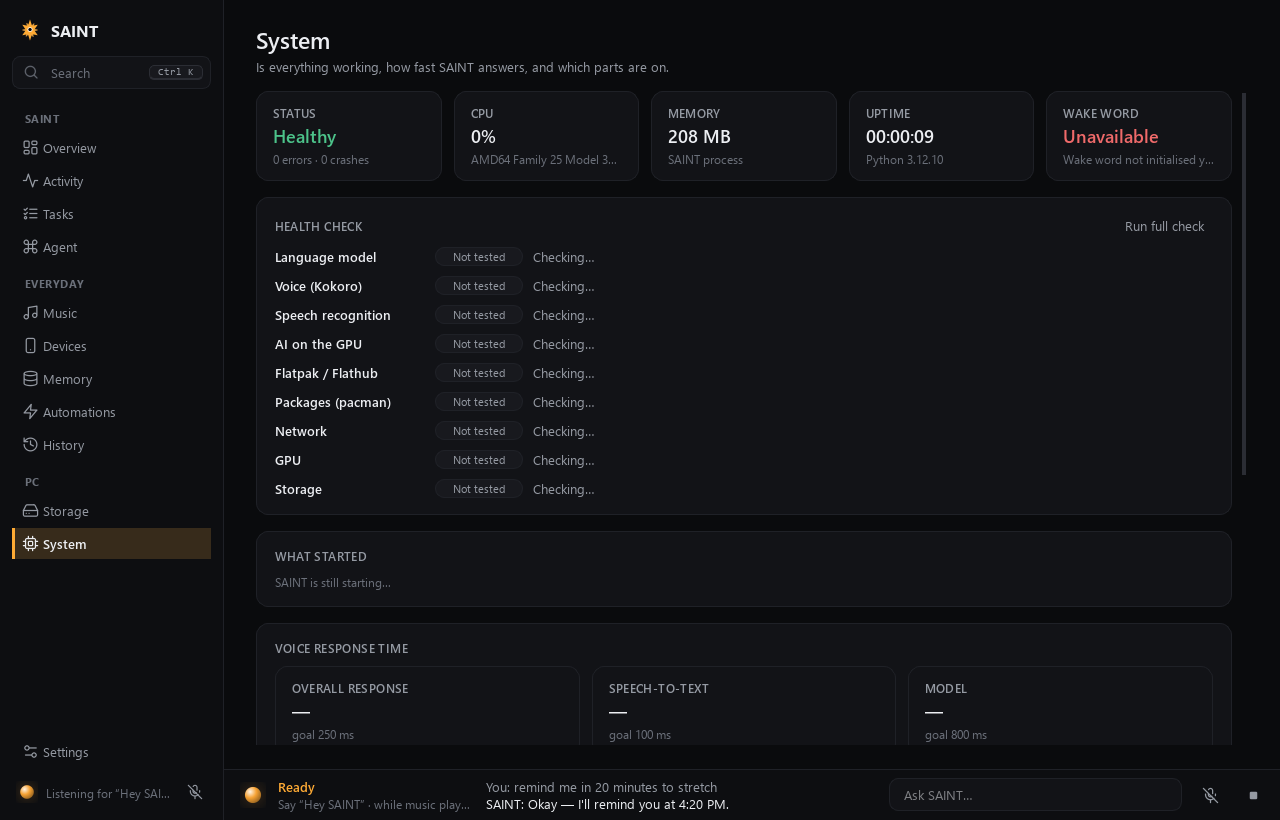 SAINT
Search
Ctrl K
SAINT
Overview
Activity
Tasks
Agent
EVERYDAY
Music
Devices
Memory
Automations
History
PC
Storage
System
Settings
Listening for “Hey SAI...
System
Is everything working, how fast SAINT answers, and which parts are on.
STATUS
Healthy
0 errors · 0 crashes
CPU
0%
AMD64 Family 25 Model 3...
MEMORY
208 MB
SAINT process
UPTIME
00:00:09
Python 3.12.10
WAKE WORD
Unavailable
Wake word not initialised y...
HEALTH CHECK
Run full check
Language model Not tested Checking...
Voice (Kokoro) Not tested Checking...
Speech recognition Not tested Checking...
AI on the GPU Not tested Checking...
Flatpak / Flathub Not tested Checking...
Packages (pacman) Not tested Checking...
Network Not tested Checking...
GPU Not tested Checking...
Storage Not tested Checking...
WHAT STARTED
SAINT is still starting...
VOICE RESPONSE TIME
OVERALL RESPONSE
—
goal 250 ms
SPEECH-TO-TEXT
—
goal 100 ms
MODEL
—
goal 800 ms
Ready
Say “Hey SAINT” · while music play...
You: remind me in 20 minutes to stretch
SAINT: Okay — I'll remind you at 4:20 PM.
Ask SAINT...